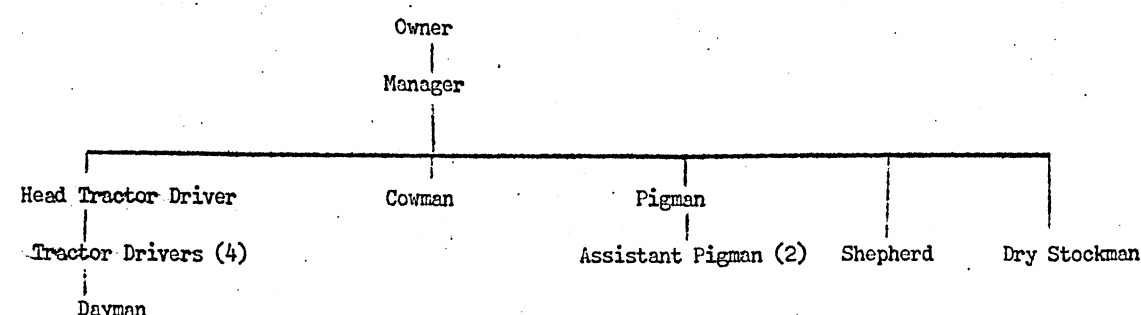 Owner
Manager
Head Tractor Driver
Cowman
Pigman
Tractor Drivers (4)
Assistant Pigman (2)
Shepherd
Dry Stockman
Dayman